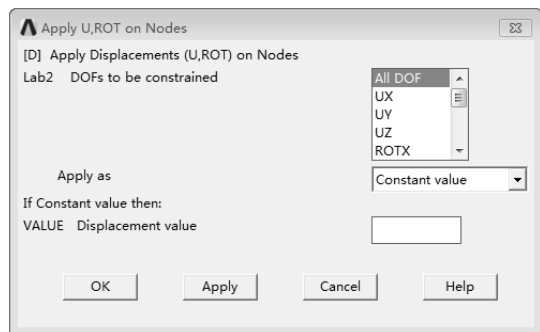 Apply U,ROT on Nodes
[D] Apply Displacements (U,ROT) on Nodes
Lab2 DOFs to be constrained
All DOF
UX
UY
UZ
ROTX
Apply as
Constant value
If Constant value then:
VALUE Displacement value
OK Apply Cancel Help